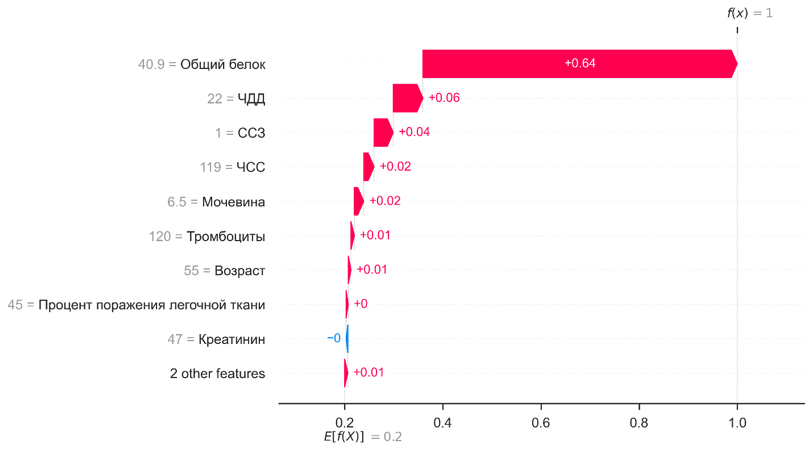 f(x) = 1
40.9 = Общий белок
+0.64
22 = ЧДД
+0.06
1 = ССЗ
+0.04
119 = ЧСС
+0.02
6.5 = Мочевина
+0.02
120 = Тромбоциты
+0.01
55 = Возраст
+0.01
45 = Процент поражения легочной ткани
+0
47 = Креатинин
−0
2 other features
+0.01
0.2 0.4 0.6 0.8 1.0
E[f(X)] = 0.2